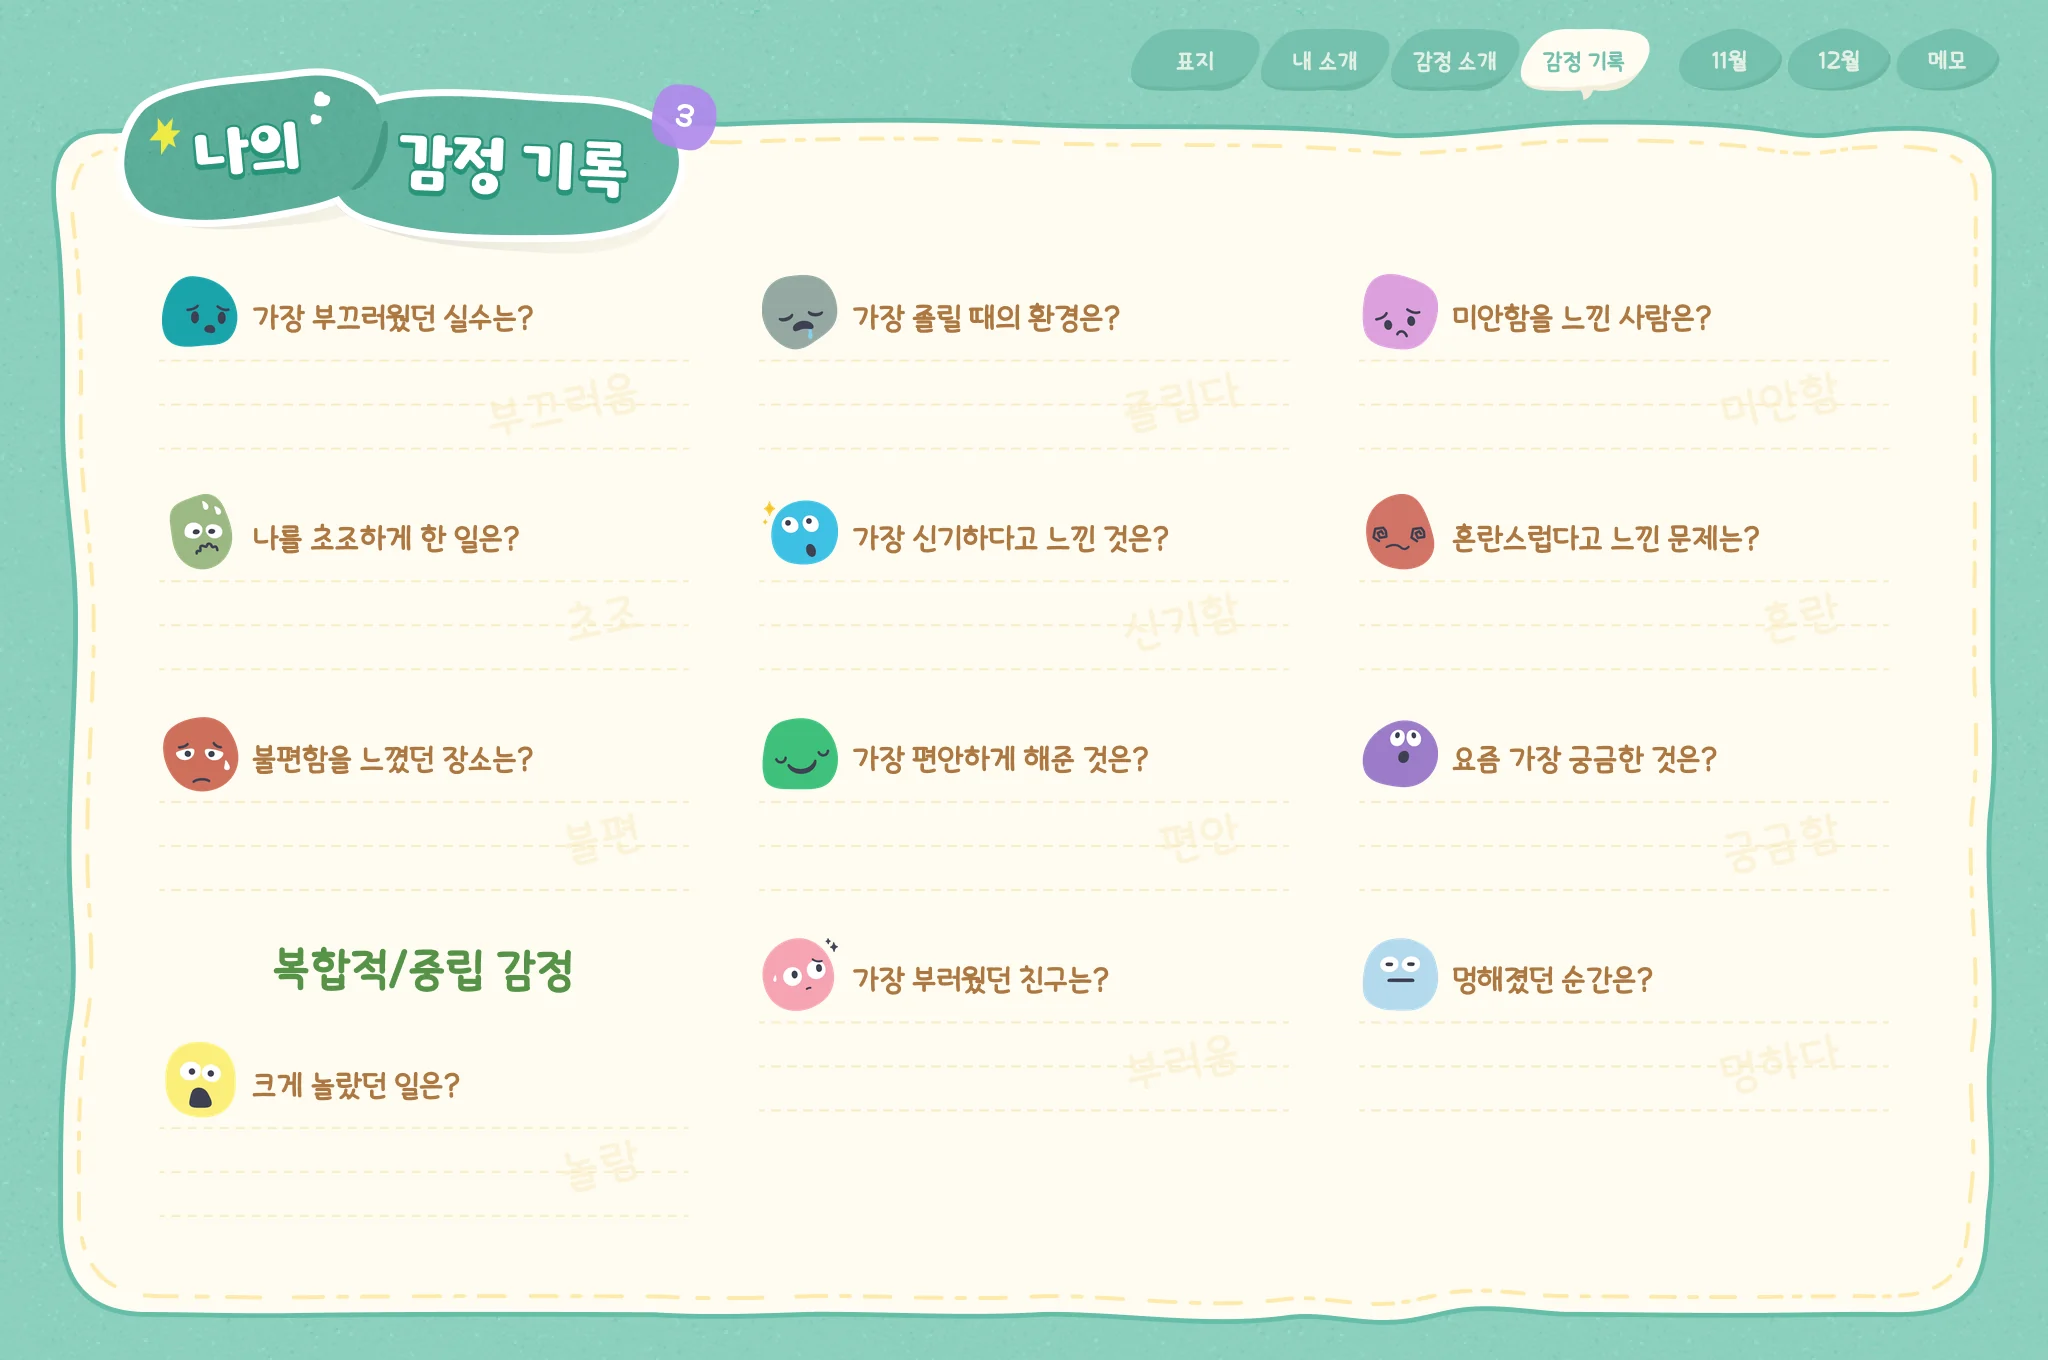 표지
내 소개
감정 소개
감정 기록
11월
12월
메모
나의 감정 기록
3
가장 부끄러웠던 실수는?
부끄러움
나를 초조하게 한 일은?
초조
불편함을 느꼈던 장소는?
불편
복합적/중립 감정
크게 놀랐던 일은?
놀람
가장 졸릴 때의 환경은?
졸립다
가장 신기하다고 느낀 것은?
신기함
가장 편안하게 해준 것은?
편안
가장 부러웠던 친구는?
부러움
미안함을 느낀 사람은?
미안함
혼란스럽다고 느낀 문제는?
혼란
요즘 가장 궁금한 것은?
궁금함
멍해졌던 순간은?
멍하다